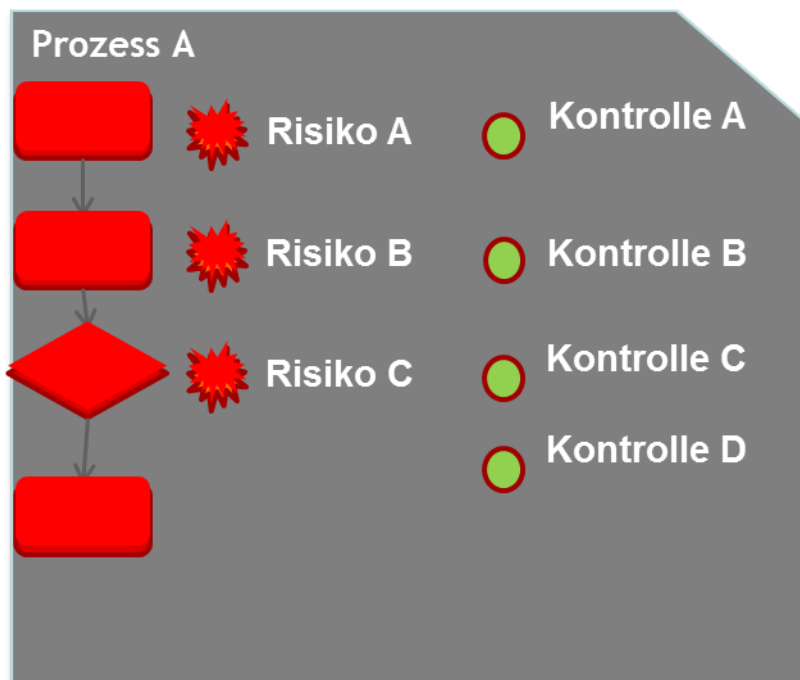 Prozess A
Risiko A
Kontrolle A
Risiko B
Kontrolle B
Risiko C
Kontrolle C
Kontrolle D